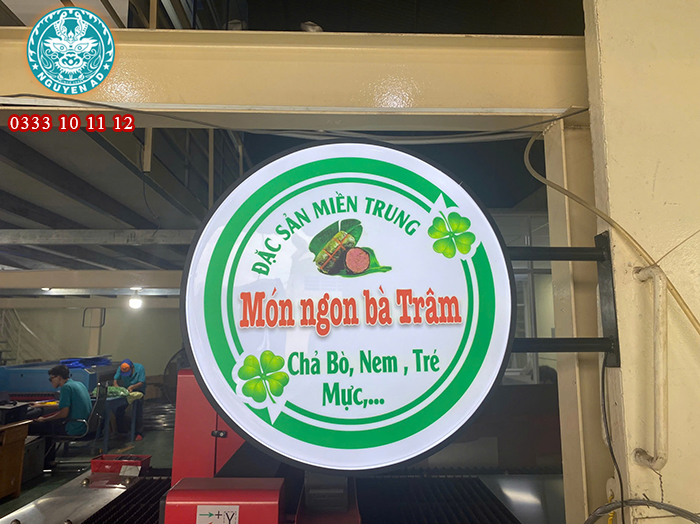 NGUYEN AD
0333 10 11 12
ĐẶC SẢN MIỀN TRUNG
Món ngon bà Trâm
Chả Bò, Nem , Tré
Mực,...
Y